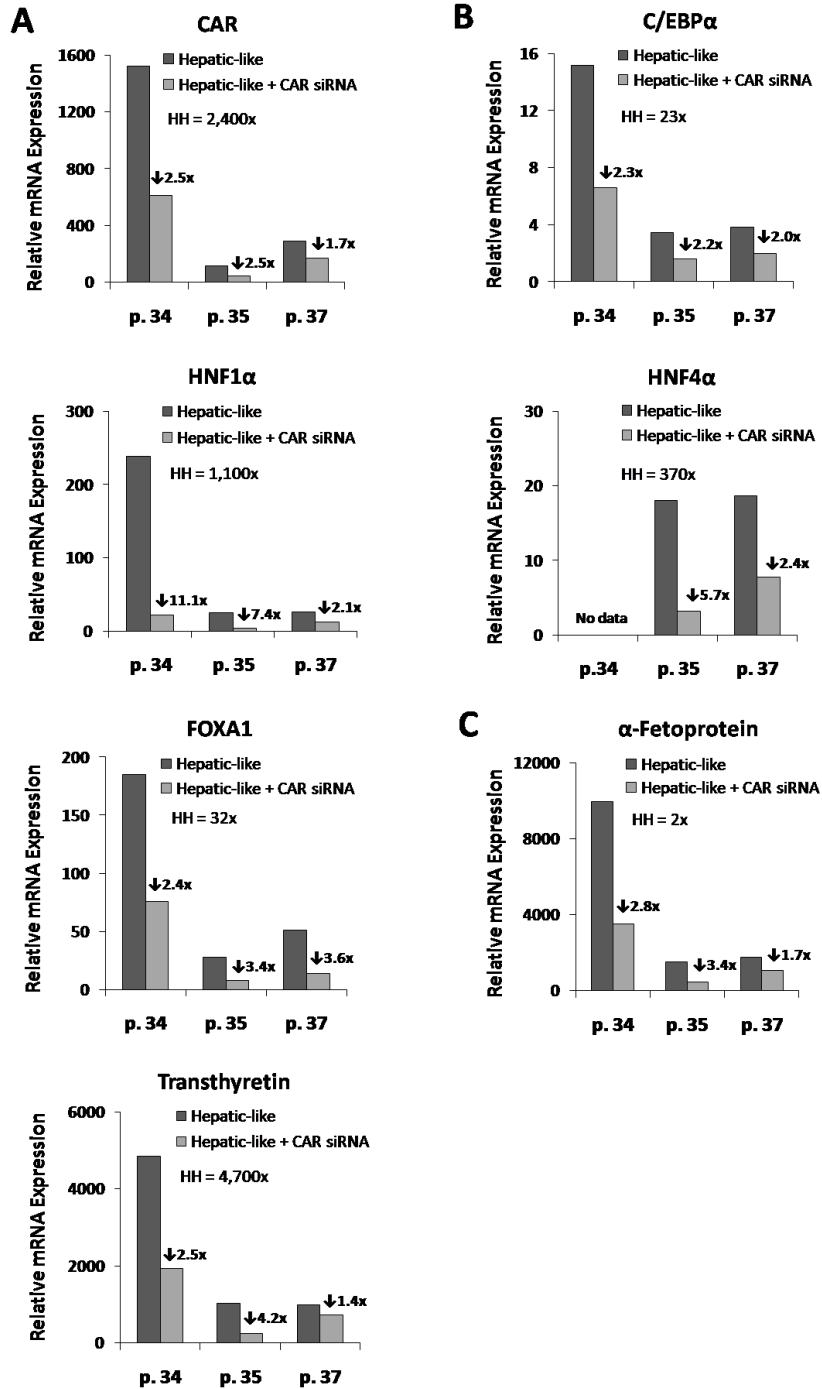 A
CAR
Relative mRNA Expression
1600
1200
800
400
0
Hepatic-like
Hepatic-like + CAR siRNA
HH = 2,400x
↓2.5x
↓2.5x
↓1.7x
p. 34 p. 35 p. 37
HNF1α
Relative mRNA Expression
300
200
100
0
Hepatic-like
Hepatic-like + CAR siRNA
HH = 1,100x
↓11.1x
↓7.4x
↓2.1x
p. 34 p. 35 p. 37
FOXA1
Relative mRNA Expression
200
150
100
50
0
Hepatic-like
Hepatic-like + CAR siRNA
HH = 32x
↓2.4x
↓3.4x
↓3.6x
p. 34 p. 35 p. 37
Transthyretin
Relative mRNA Expression
6000
4000
2000
0
Hepatic-like
Hepatic-like + CAR siRNA
HH = 4,700x
↓2.5x
↓4.2x
↓1.4x
p. 34 p. 35 p. 37
B
C/EBPα
Relative mRNA Expression
16
12
8
4
0
Hepatic-like
Hepatic-like + CAR siRNA
HH = 23x
↓2.3x
↓2.2x
↓2.0x
p. 34 p. 35 p. 37
HNF4α
Relative mRNA Expression
30
20
10
0
Hepatic-like
Hepatic-like + CAR siRNA
HH = 370x
No data
↓5.7x
↓2.4x
p.34 p. 35 p. 37
C
α-Fetoprotein
Relative mRNA Expression
12000
8000
4000
0
Hepatic-like
Hepatic-like + CAR siRNA
HH = 2x
↓2.8x
↓3.4x
↓1.7x
p. 34 p. 35 p. 37